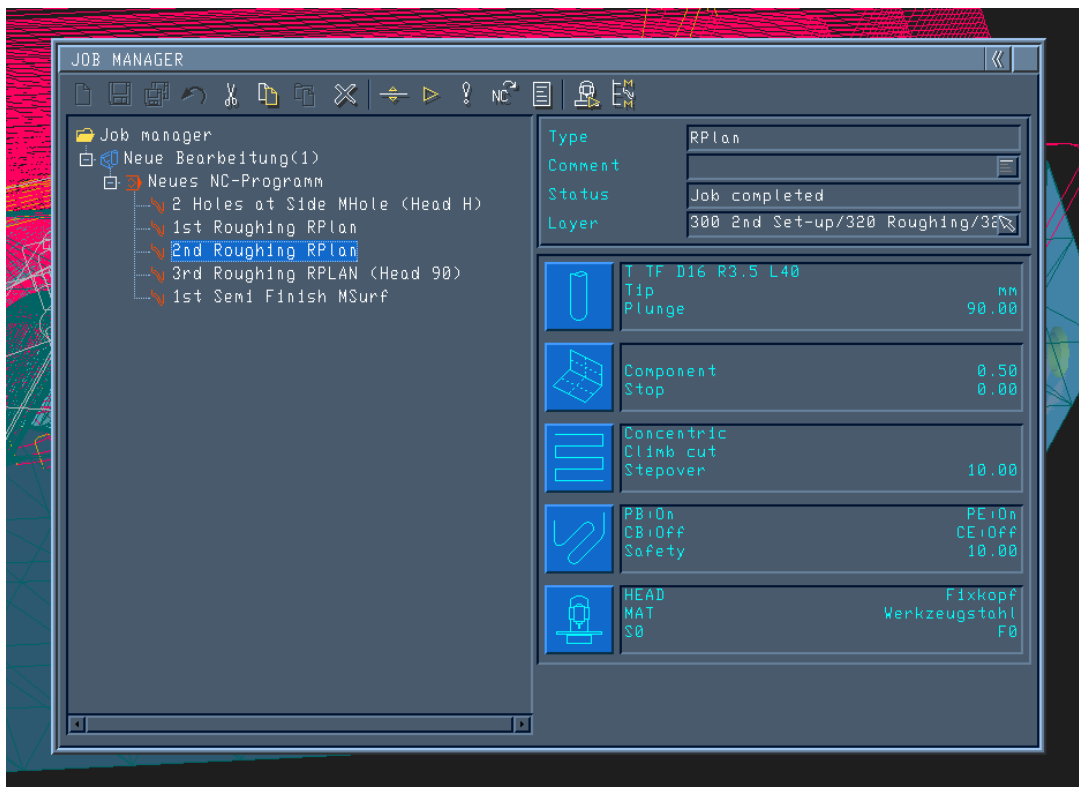 JOB MANAGER
NC
Job manager
Neue Bearbeitung(1)
Neues NC-Programm
2 Holes at Side MHole (Head H)
1st Roughing RPlan
2nd Roughing RPlan
3rd Roughing RPLAN (Head 90)
1st Semi Finish MSurf
Type RPlan
Comment
Status Job completed
Layer 300 2nd Set-up/320 Roughing/32
T TF D16 R3.5 L40
Tip mm
Plunge 90.00
Component 0.50
Stop 0.00
Concentric
Climb cut
Stepover 10.00
PB:On PE:On
CB:Off CE:Off
Safety 10.00
HEAD Fixkopf
MAT Werkzeugstahl
S0 F0